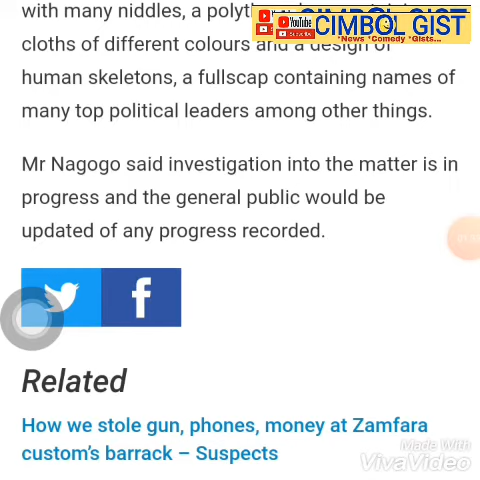 with many niddles, a
CIMBOL GIST
YouTube
Subscribe
*News *Comedy *Gists...
cloths of different colours and a design of
human skeletons, a fullscap containing names of
many top political leaders among other things.
Mr Nagogo said investigation into the matter is in
progress and the general public would be
updated of any progress recorded.
Related
How we stole gun, phones, money at Zamfara
custom's barrack – Suspects
Made With
VivaVideo